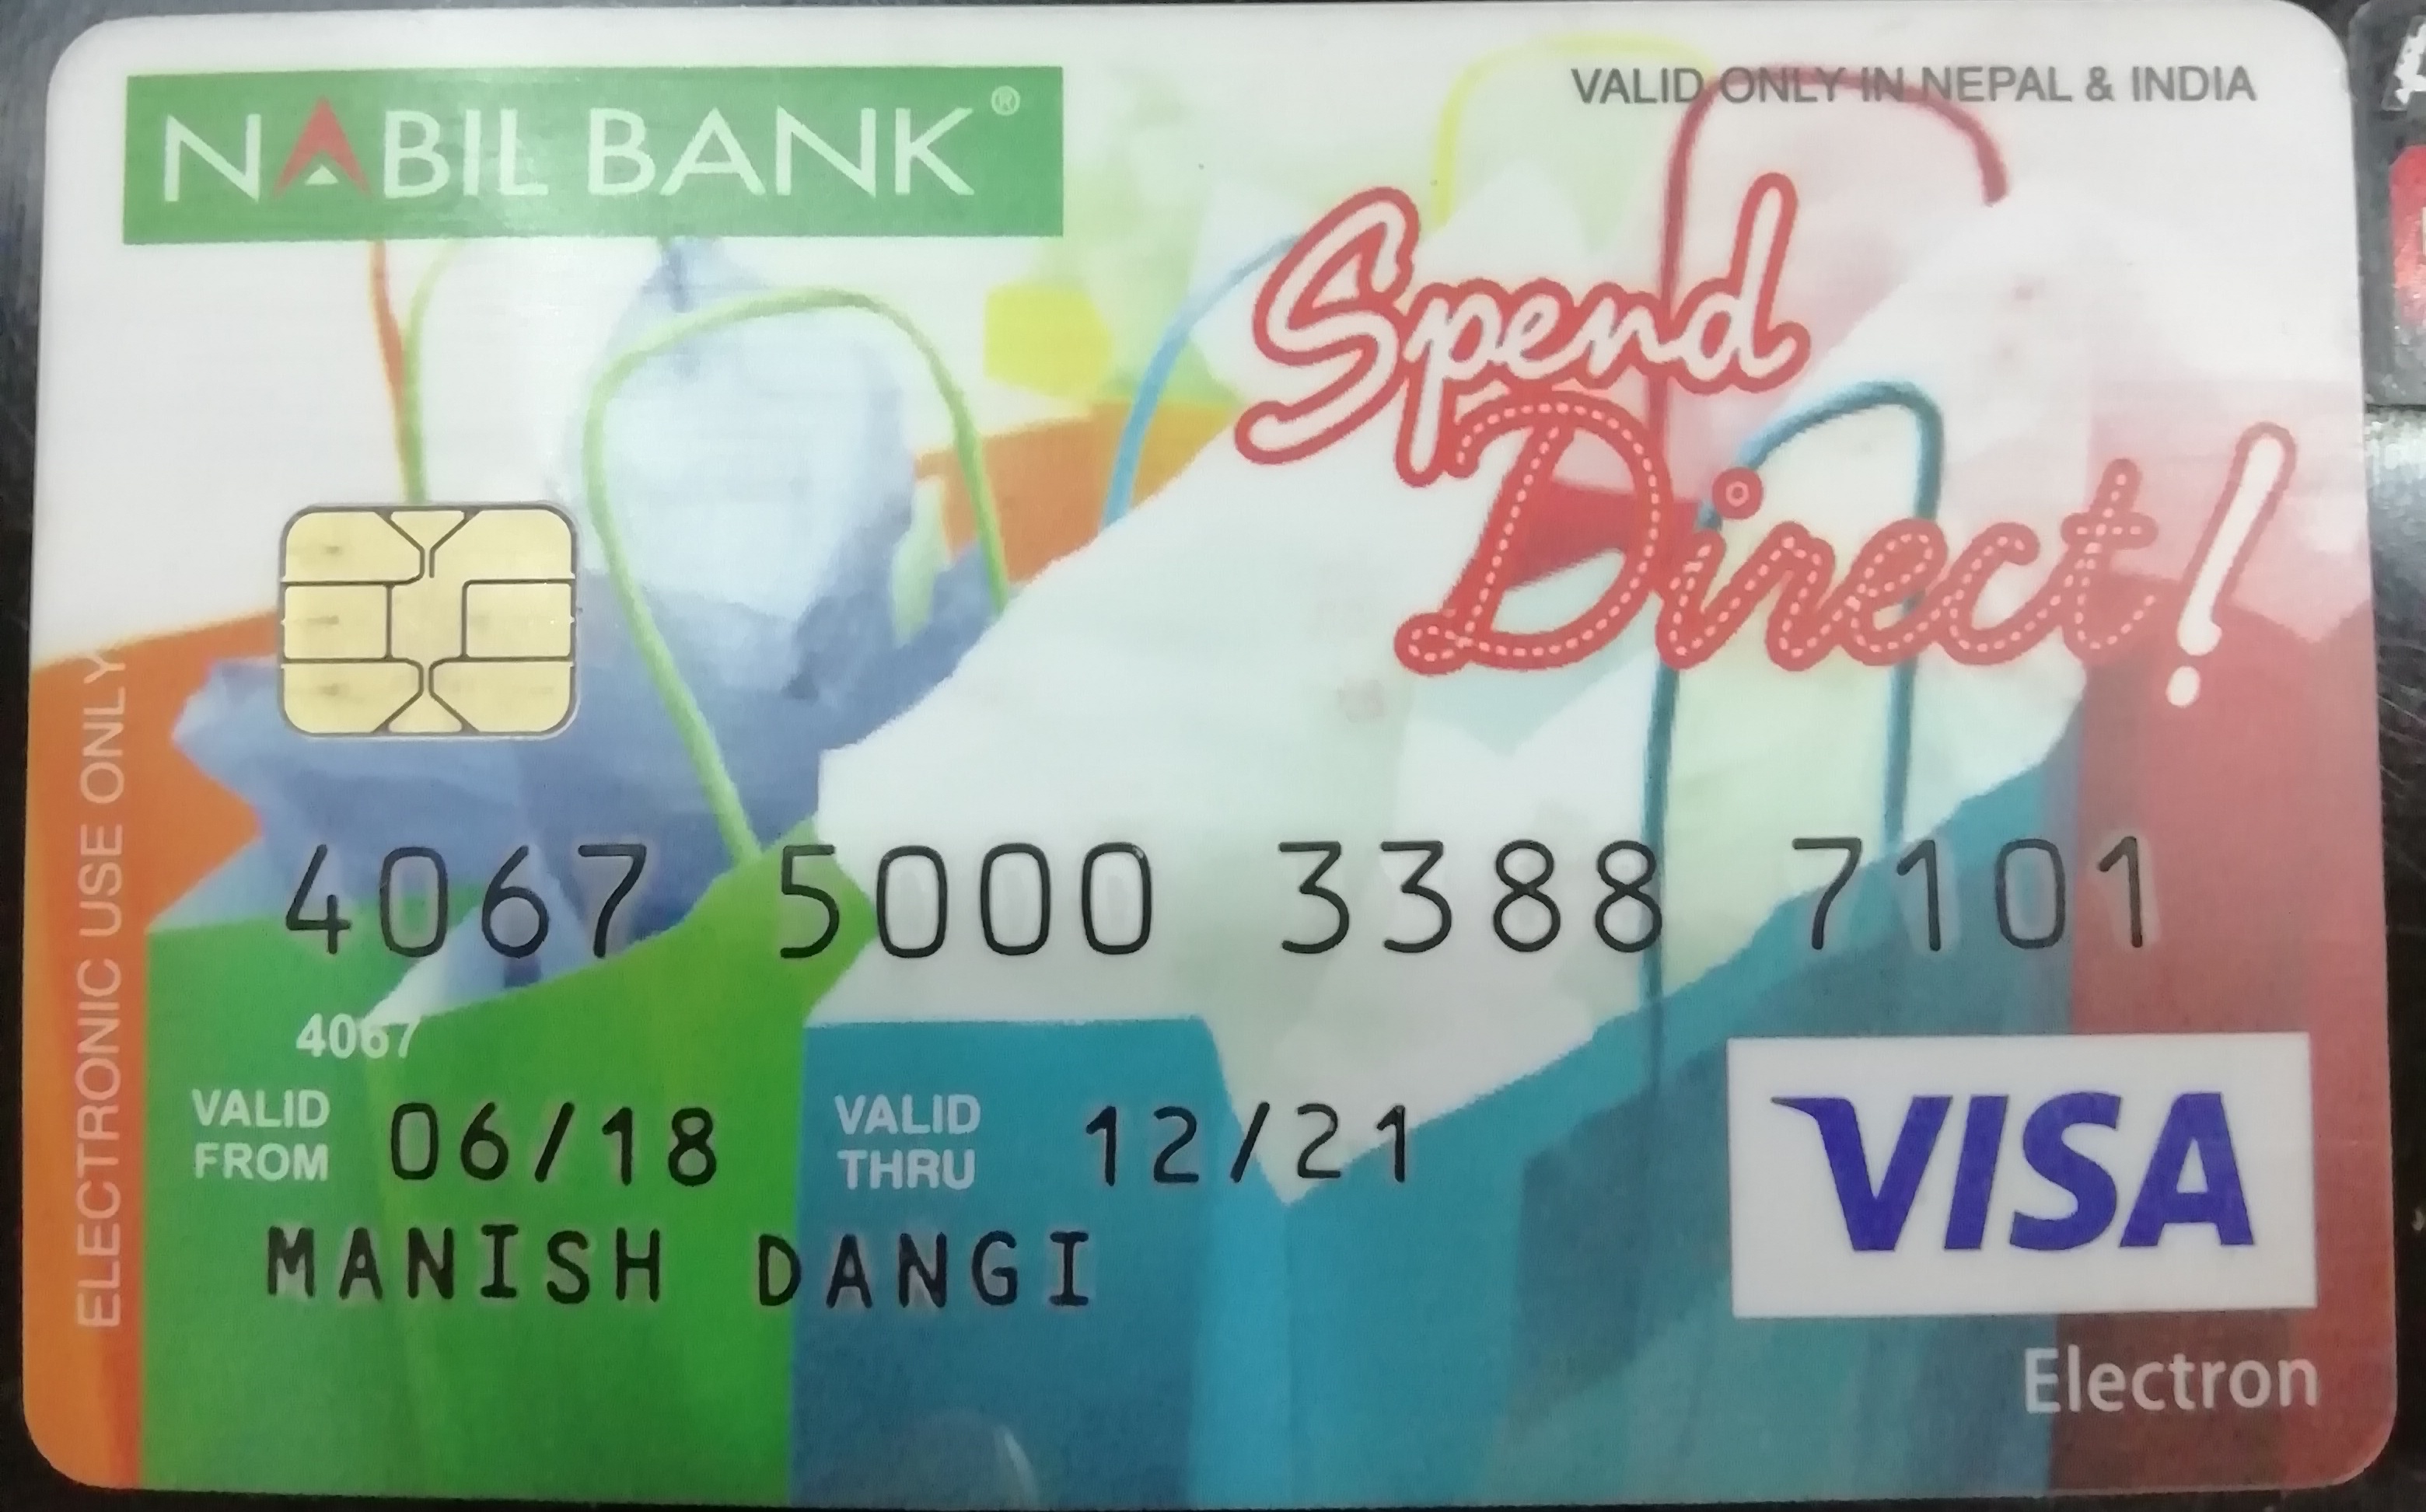 NABIL BANK®
VALID ONLY IN NEPAL & INDIA
Spend
Direct!
ELECTRONIC USE ONLY
4067 5000 3388 7101
4067
VALID FROM 06/18 VALID THRU 12/21
MANISH DANGI
VISA
Electron